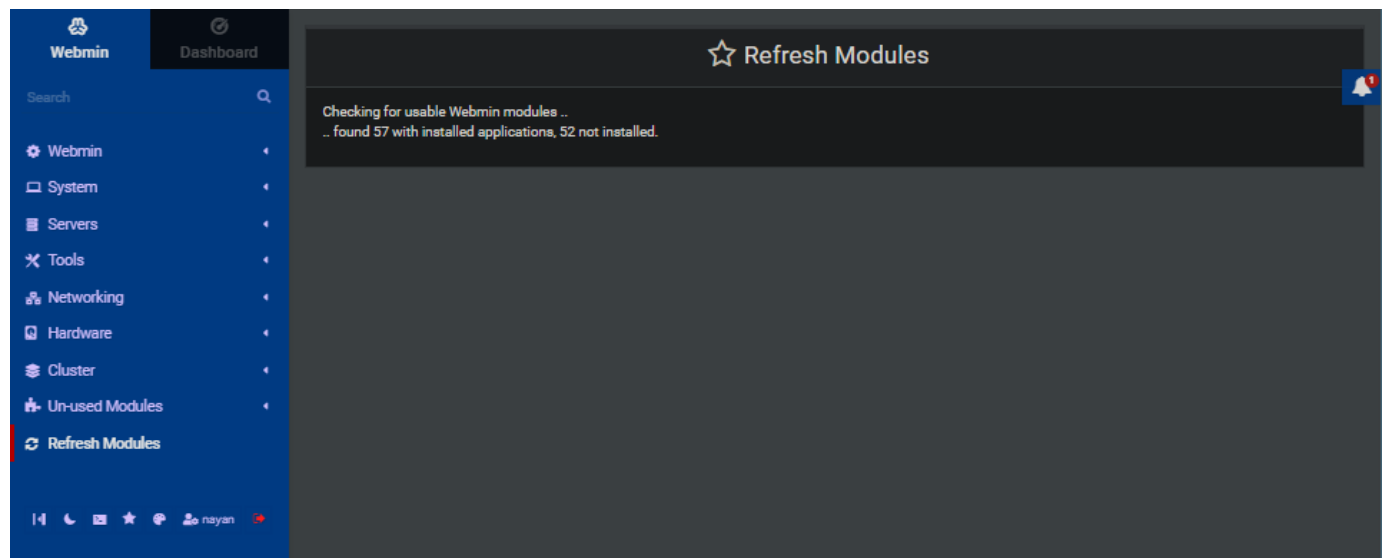 Webmin
Dashboard
Search
Webmin
System
Servers
Tools
Networking
Hardware
Cluster
Un-used Modules
Refresh Modules
nayan
Refresh Modules
1
Checking for usable Webmin modules ..
.. found 57 with installed applications, 52 not installed.